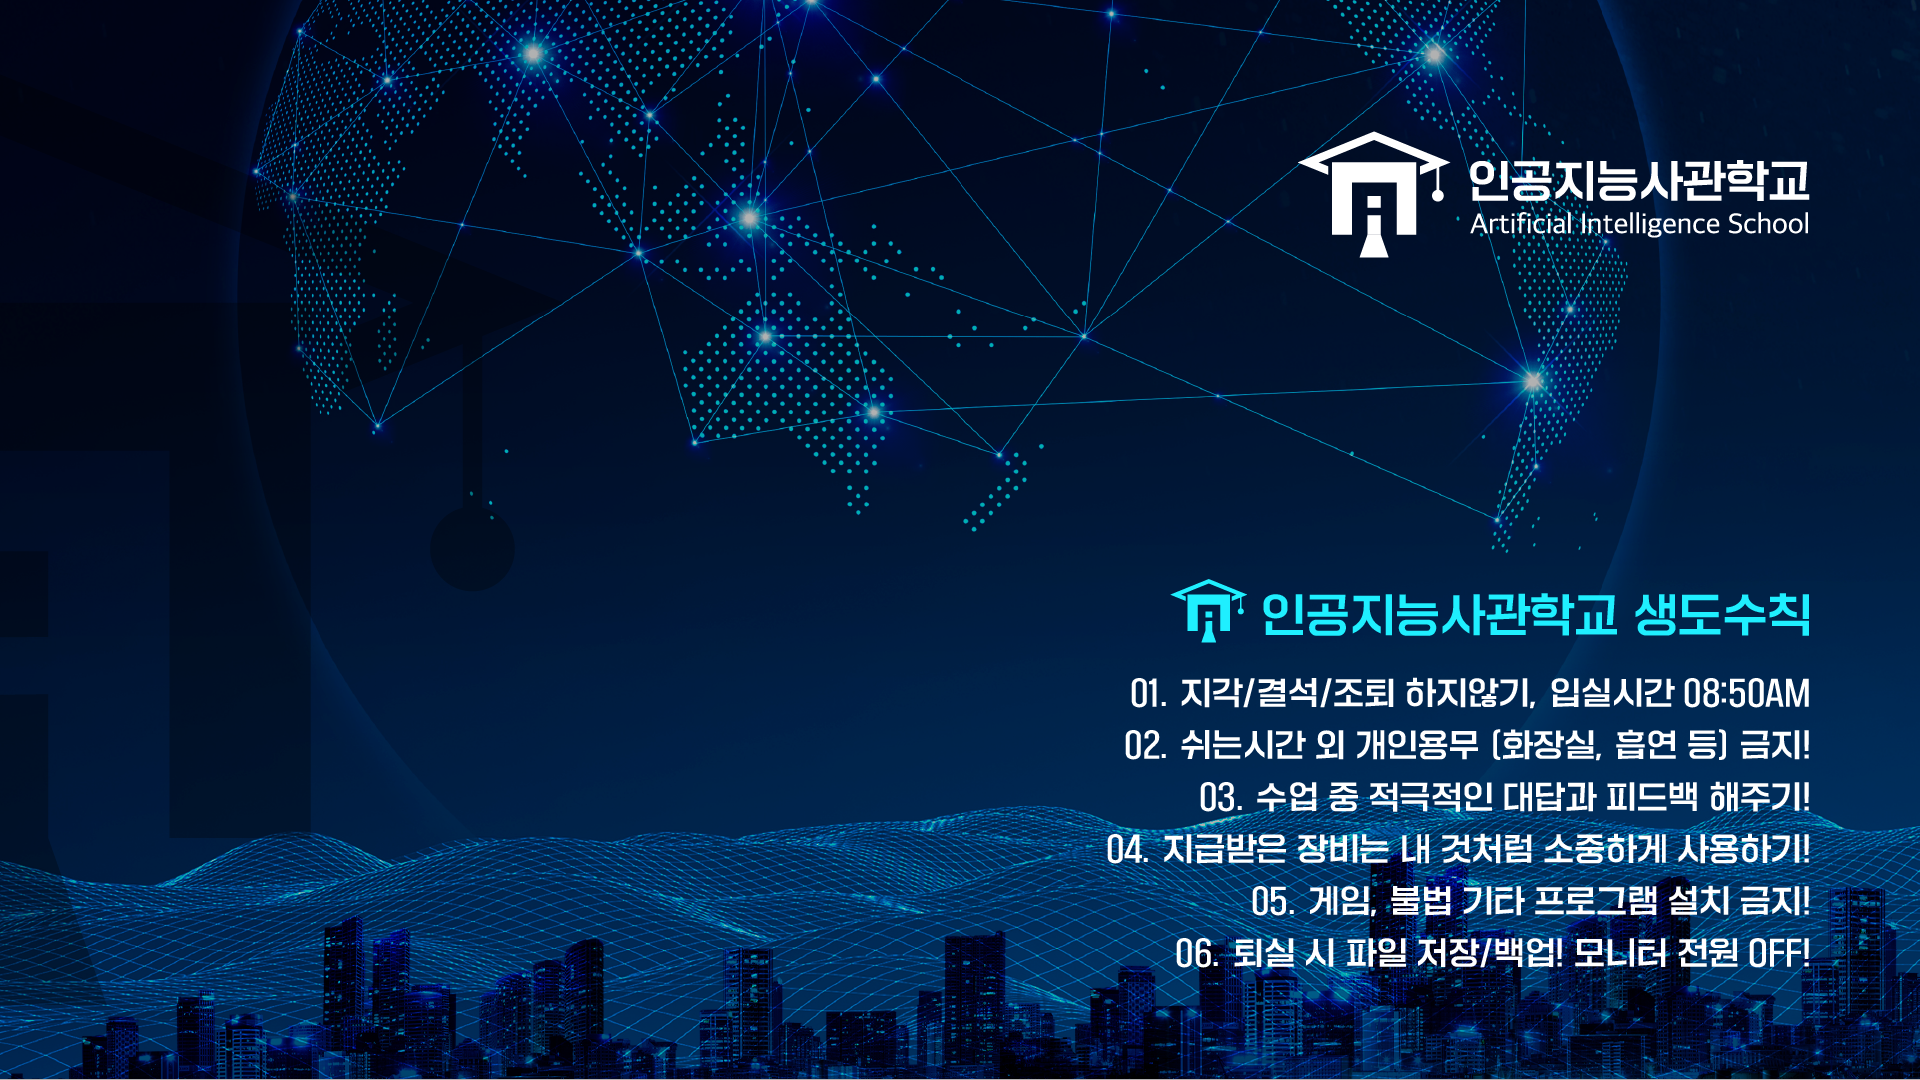 인공지능사관학교
Artificial Intelligence School
인공지능사관학교 생도수칙
01. 지각/결석/조퇴 하지않기, 입실시간 08:50AM
02. 쉬는시간 외 개인용무 (화장실, 흡연 등) 금지!
03. 수업 중 적극적인 대답과 피드백 해주기!
04. 지급받은 장비는 내 것처럼 소중하게 사용하기!
05. 게임, 불법 기타 프로그램 설치 금지!
06. 퇴실 시 파일 저장/백업! 모니터 전원 OFF!